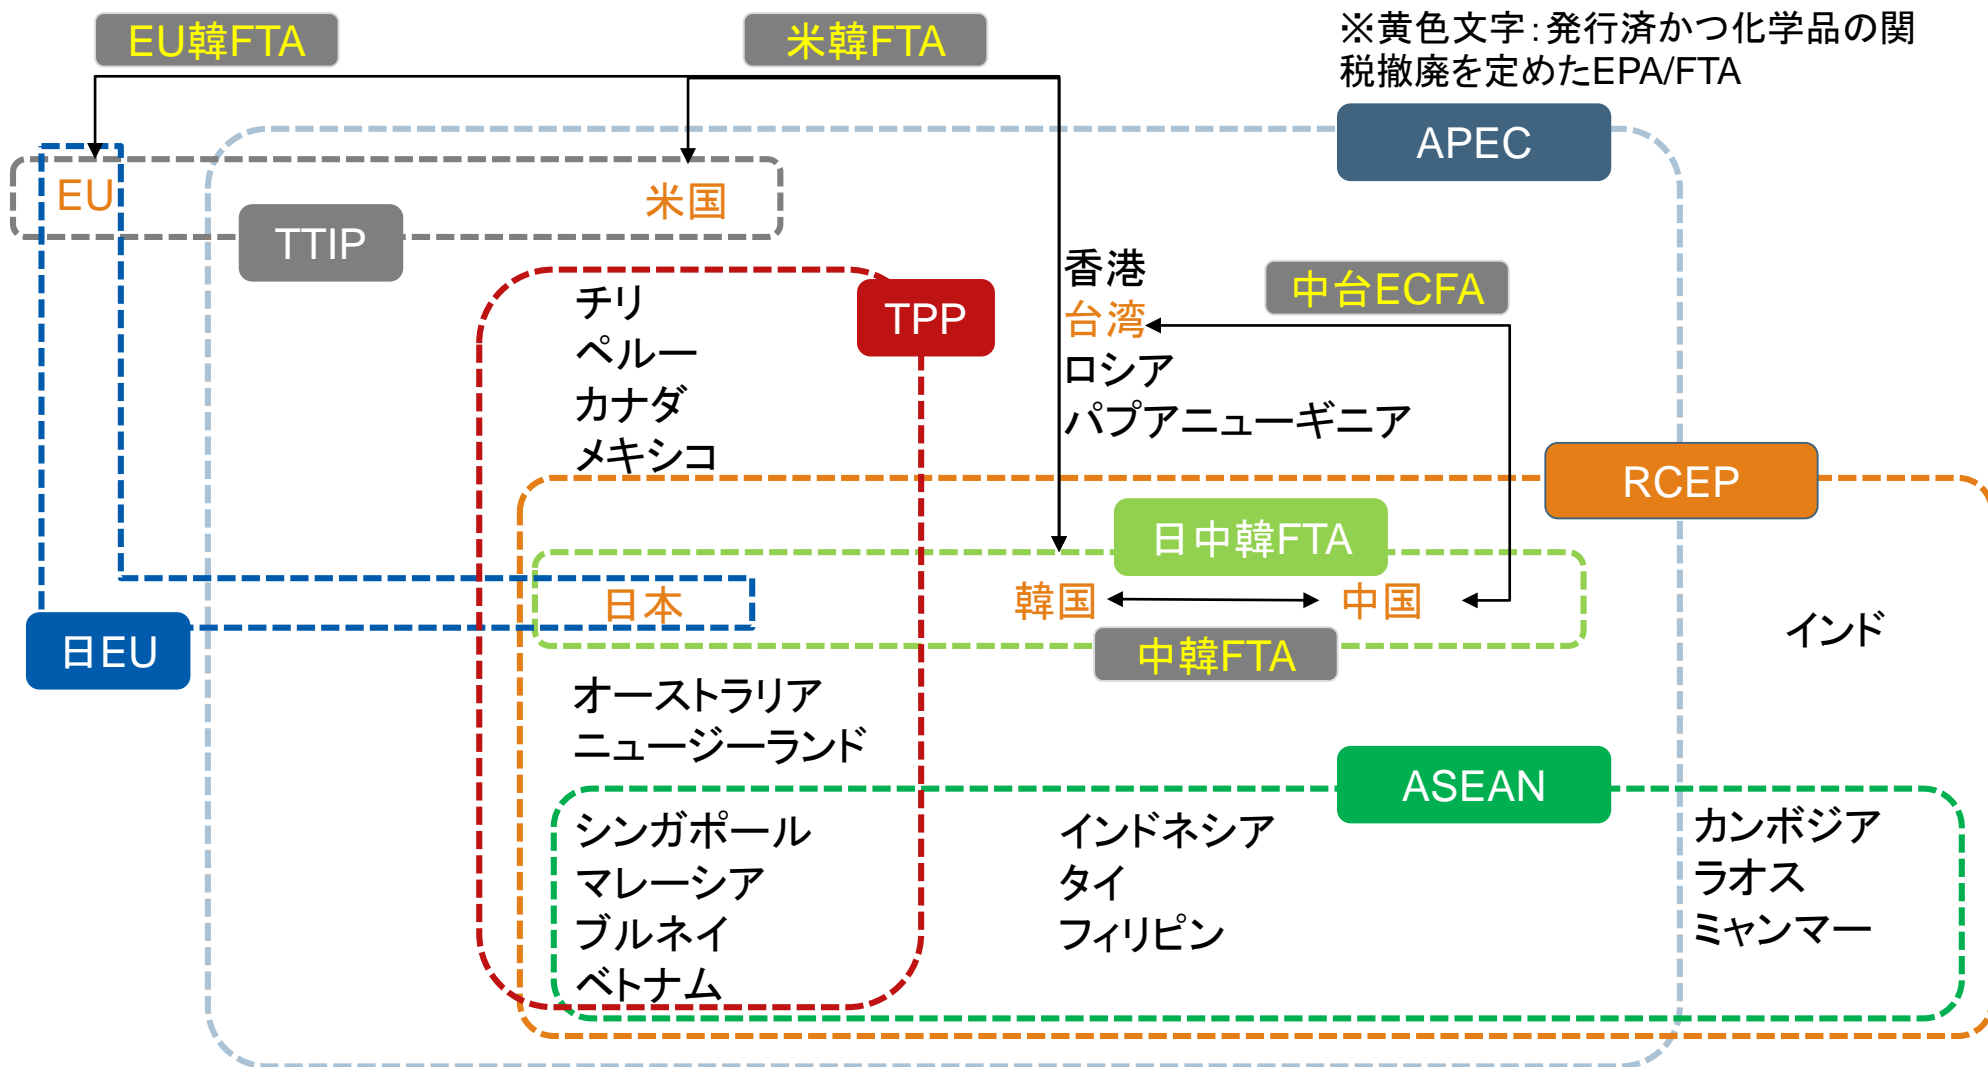 EU韓FTA
米韓FTA
※黄色文字：発行済かつ化学品の関
税撤廃を定めたEPA/FTA
APEC
EU
米国
TTIP
香港
台湾
ロシア
パプアニューギニア
中台ECFA
チリ
ペルー
カナダ
メキシコ
TPP
RCEP
日中韓FTA
日本
韓国
中国
日EU
中韓FTA
インド
オーストラリア
ニュージーランド
ASEAN
シンガポール
マレーシア
ブルネイ
ベトナム
インドネシア
タイ
フィリピン
カンボジア
ラオス
ミャンマー